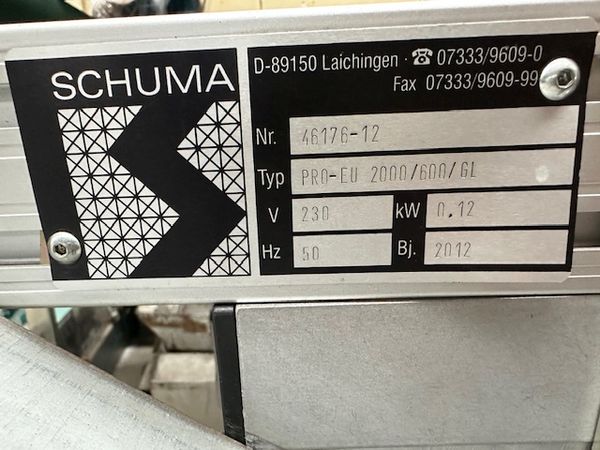 SCHUMA
D-89150 Laichingen · ☎ 07333/9609-0
Fax 07333/9609-99
Nr. 46176-12
Typ PRO-EU 2000/600/GL
V 230 kW 0.12
Hz 50 Bj. 2012